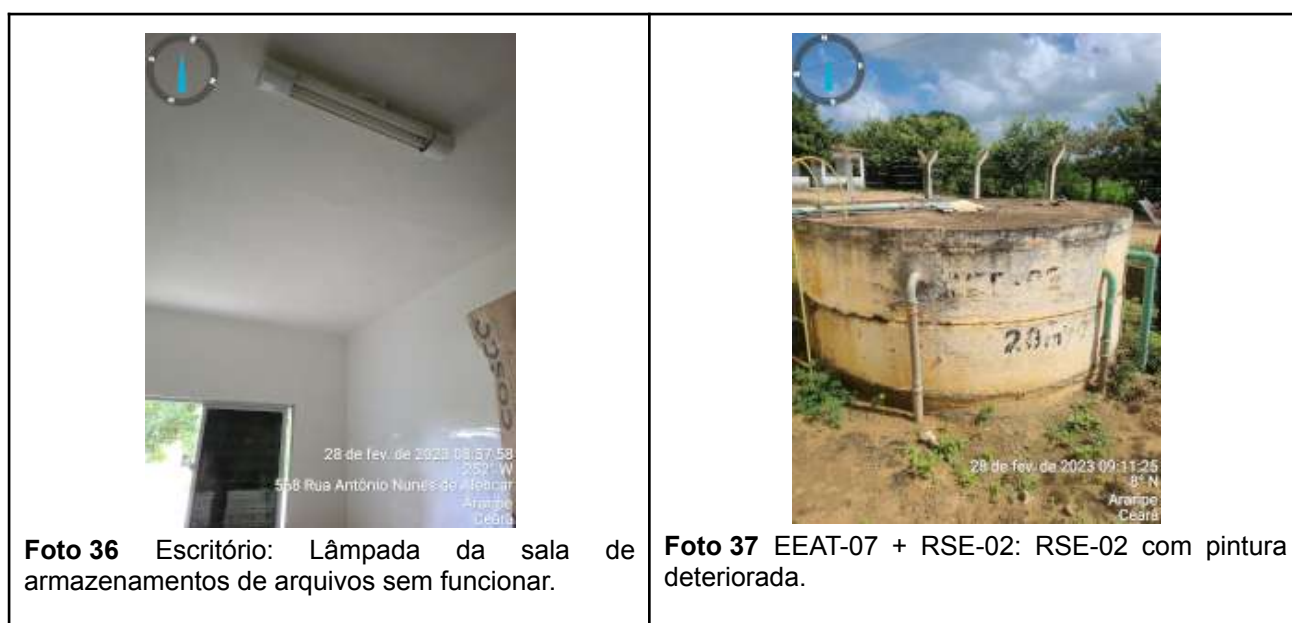 28 de fev. de 2023 08:57:58
252° W
558 Rua Antônio Nunes de Alencar
Araripe
Ceará
Foto 36 Escritório: Lâmpada da sala de
armazenamentos de arquivos sem funcionar.
28 de fev. de 2023 09:11:25
8° N
Araripe
Ceará
Foto 37 EEAT-07 + RSE-02: RSE-02 com pintura
deteriorada.